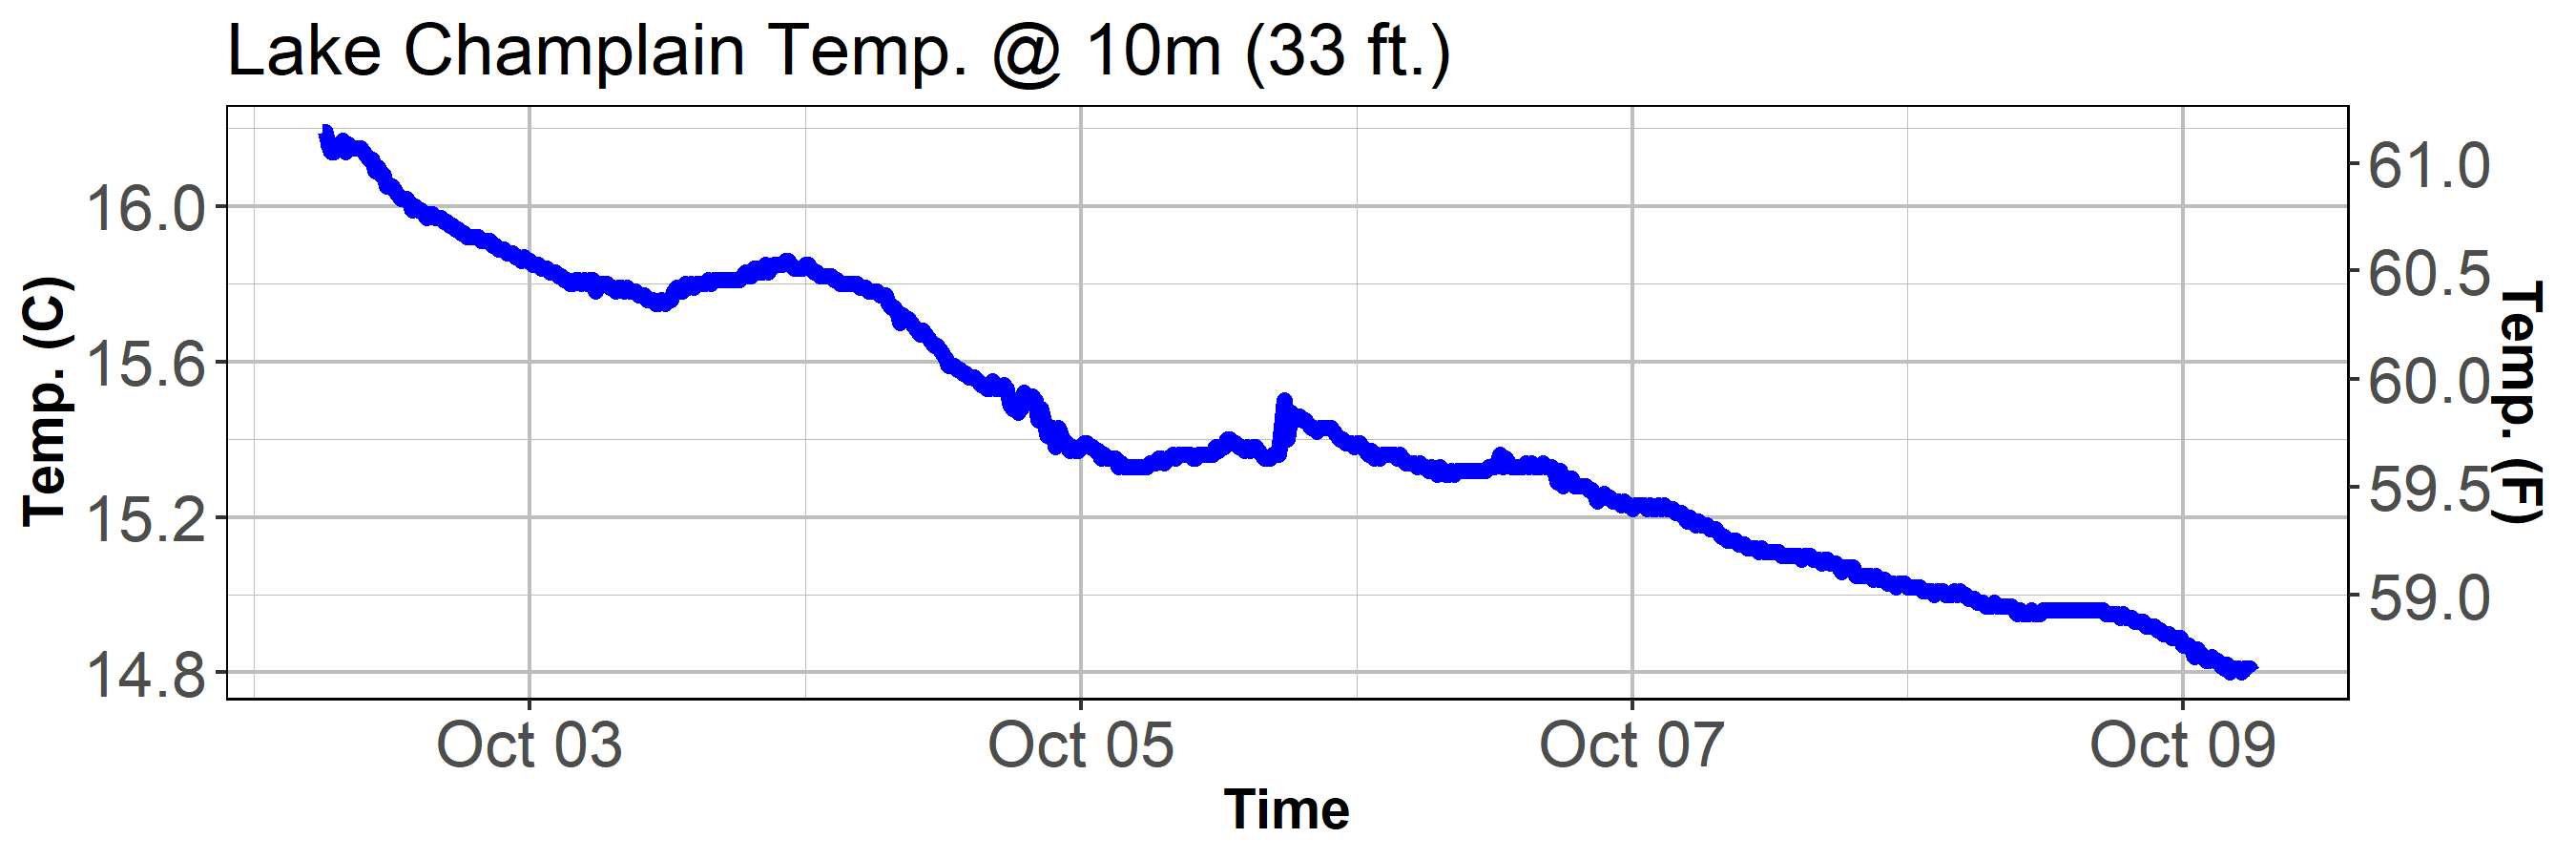 Lake Champlain Temp. @ 10m (33 ft.)
Temp. (C)
16.0
15.6
15.2
14.8
61.0
60.5
60.0
59.5
59.0
Temp. (F)
Oct 03 Oct 05 Oct 07 Oct 09
Time